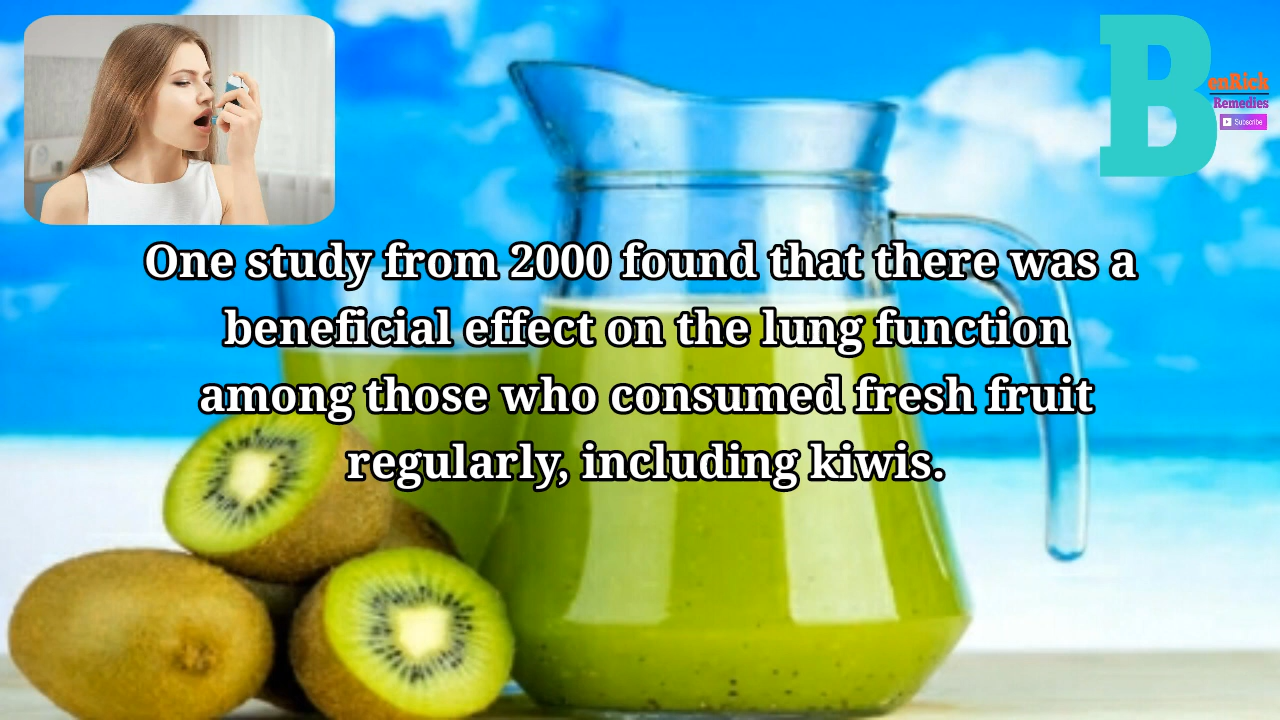 BenRick
Remedies
Subscribe
One study from 2000 found that there was a
beneficial effect on the lung function
among those who consumed fresh fruit
regularly, including kiwis.